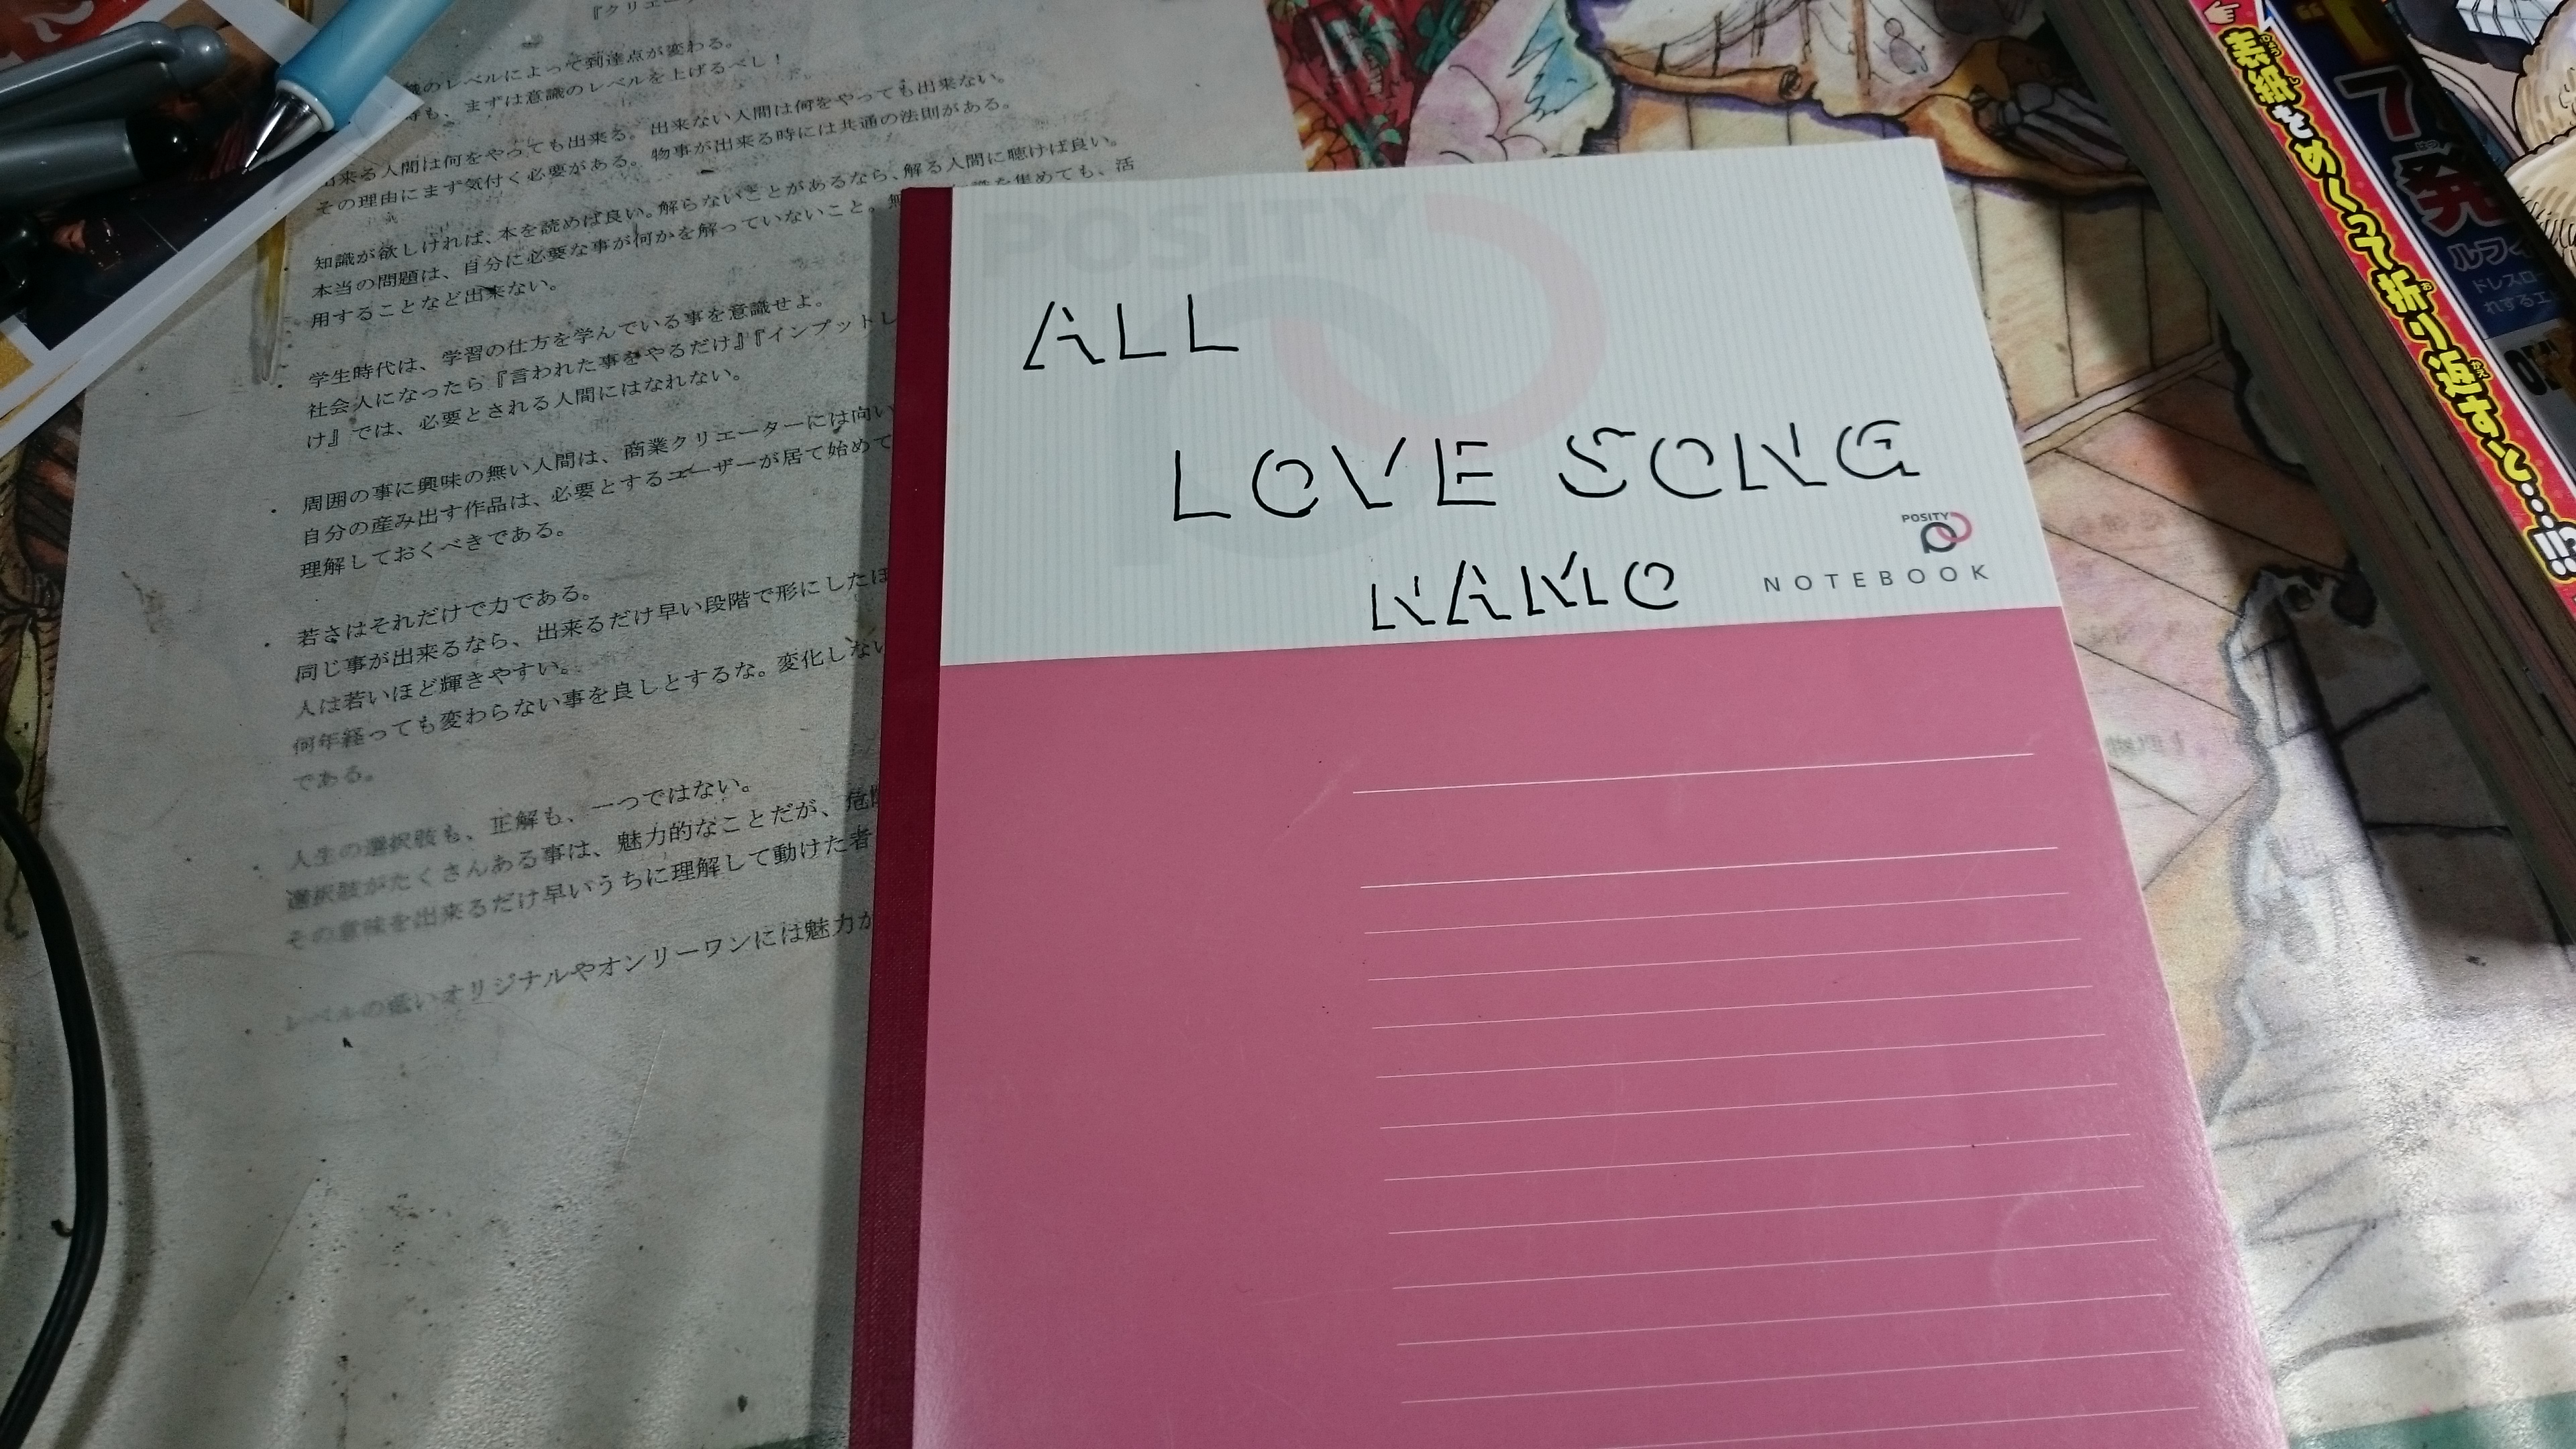 『クリエー
識のレベルによって到達点が変わる。
時も、まずは意識のレベルを上げるべし！
出来る人間は何をやっても出来る。出来ない人間は何をやっても出来ない。
その理由にまず気付く必要がある。物事が出来る時には共通の法則がある。
知識が欲しければ、本を読めば良い。解らないことがあるなら、解る人間に聴けば良い。
本当の問題は、自分に必要な事が何かを解っていないこと。無 識を集めても、活
用することなど出来ない。
学生時代は、学習の仕方を学んでいる事を意識せよ。
社会人になったら『言われた事をやるだけ』『インプットし
け』では、必要とされる人間にはなれない。
周囲の事に興味の無い人間は、商業クリエーターには向い
自分の産み出す作品は、必要とするユーザーが居て始めて
理解しておくべきである。
若さはそれだけで力である。
同じ事が出来るなら、出来るだけ早い段階で形にしたほ
人は若いほど輝きやすい。
何年経っても変わらない事を良しとするな。変化しない
である。
人生の選択肢も、正解も、一つではない。
選択肢がたくさんある事は、魅力的なことだが、危険
その意味を出来るだけ早いうちに理解して動けた者
レベルの低いオリジナルやオンリーワンには魅力が
POSITY
ALL
LOVE SONG
NAMO
POSITY
NOTEBOOK
表紙をめくって折り返すと…!!
7発
ルフィ
ドレスロー
れするエ